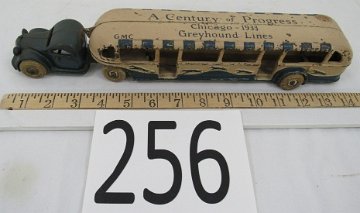 A Century of Progress
Chicago - 1933
GMC Greyhound Lines
256